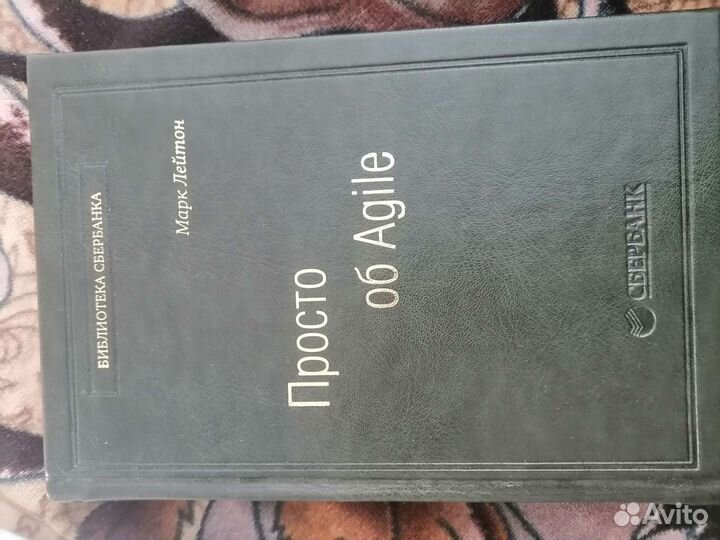 БИБЛИОТЕКА СБЕРБАНКА
Марк Лейтон
Просто
об Agile
СБЕРБАНК
Avito